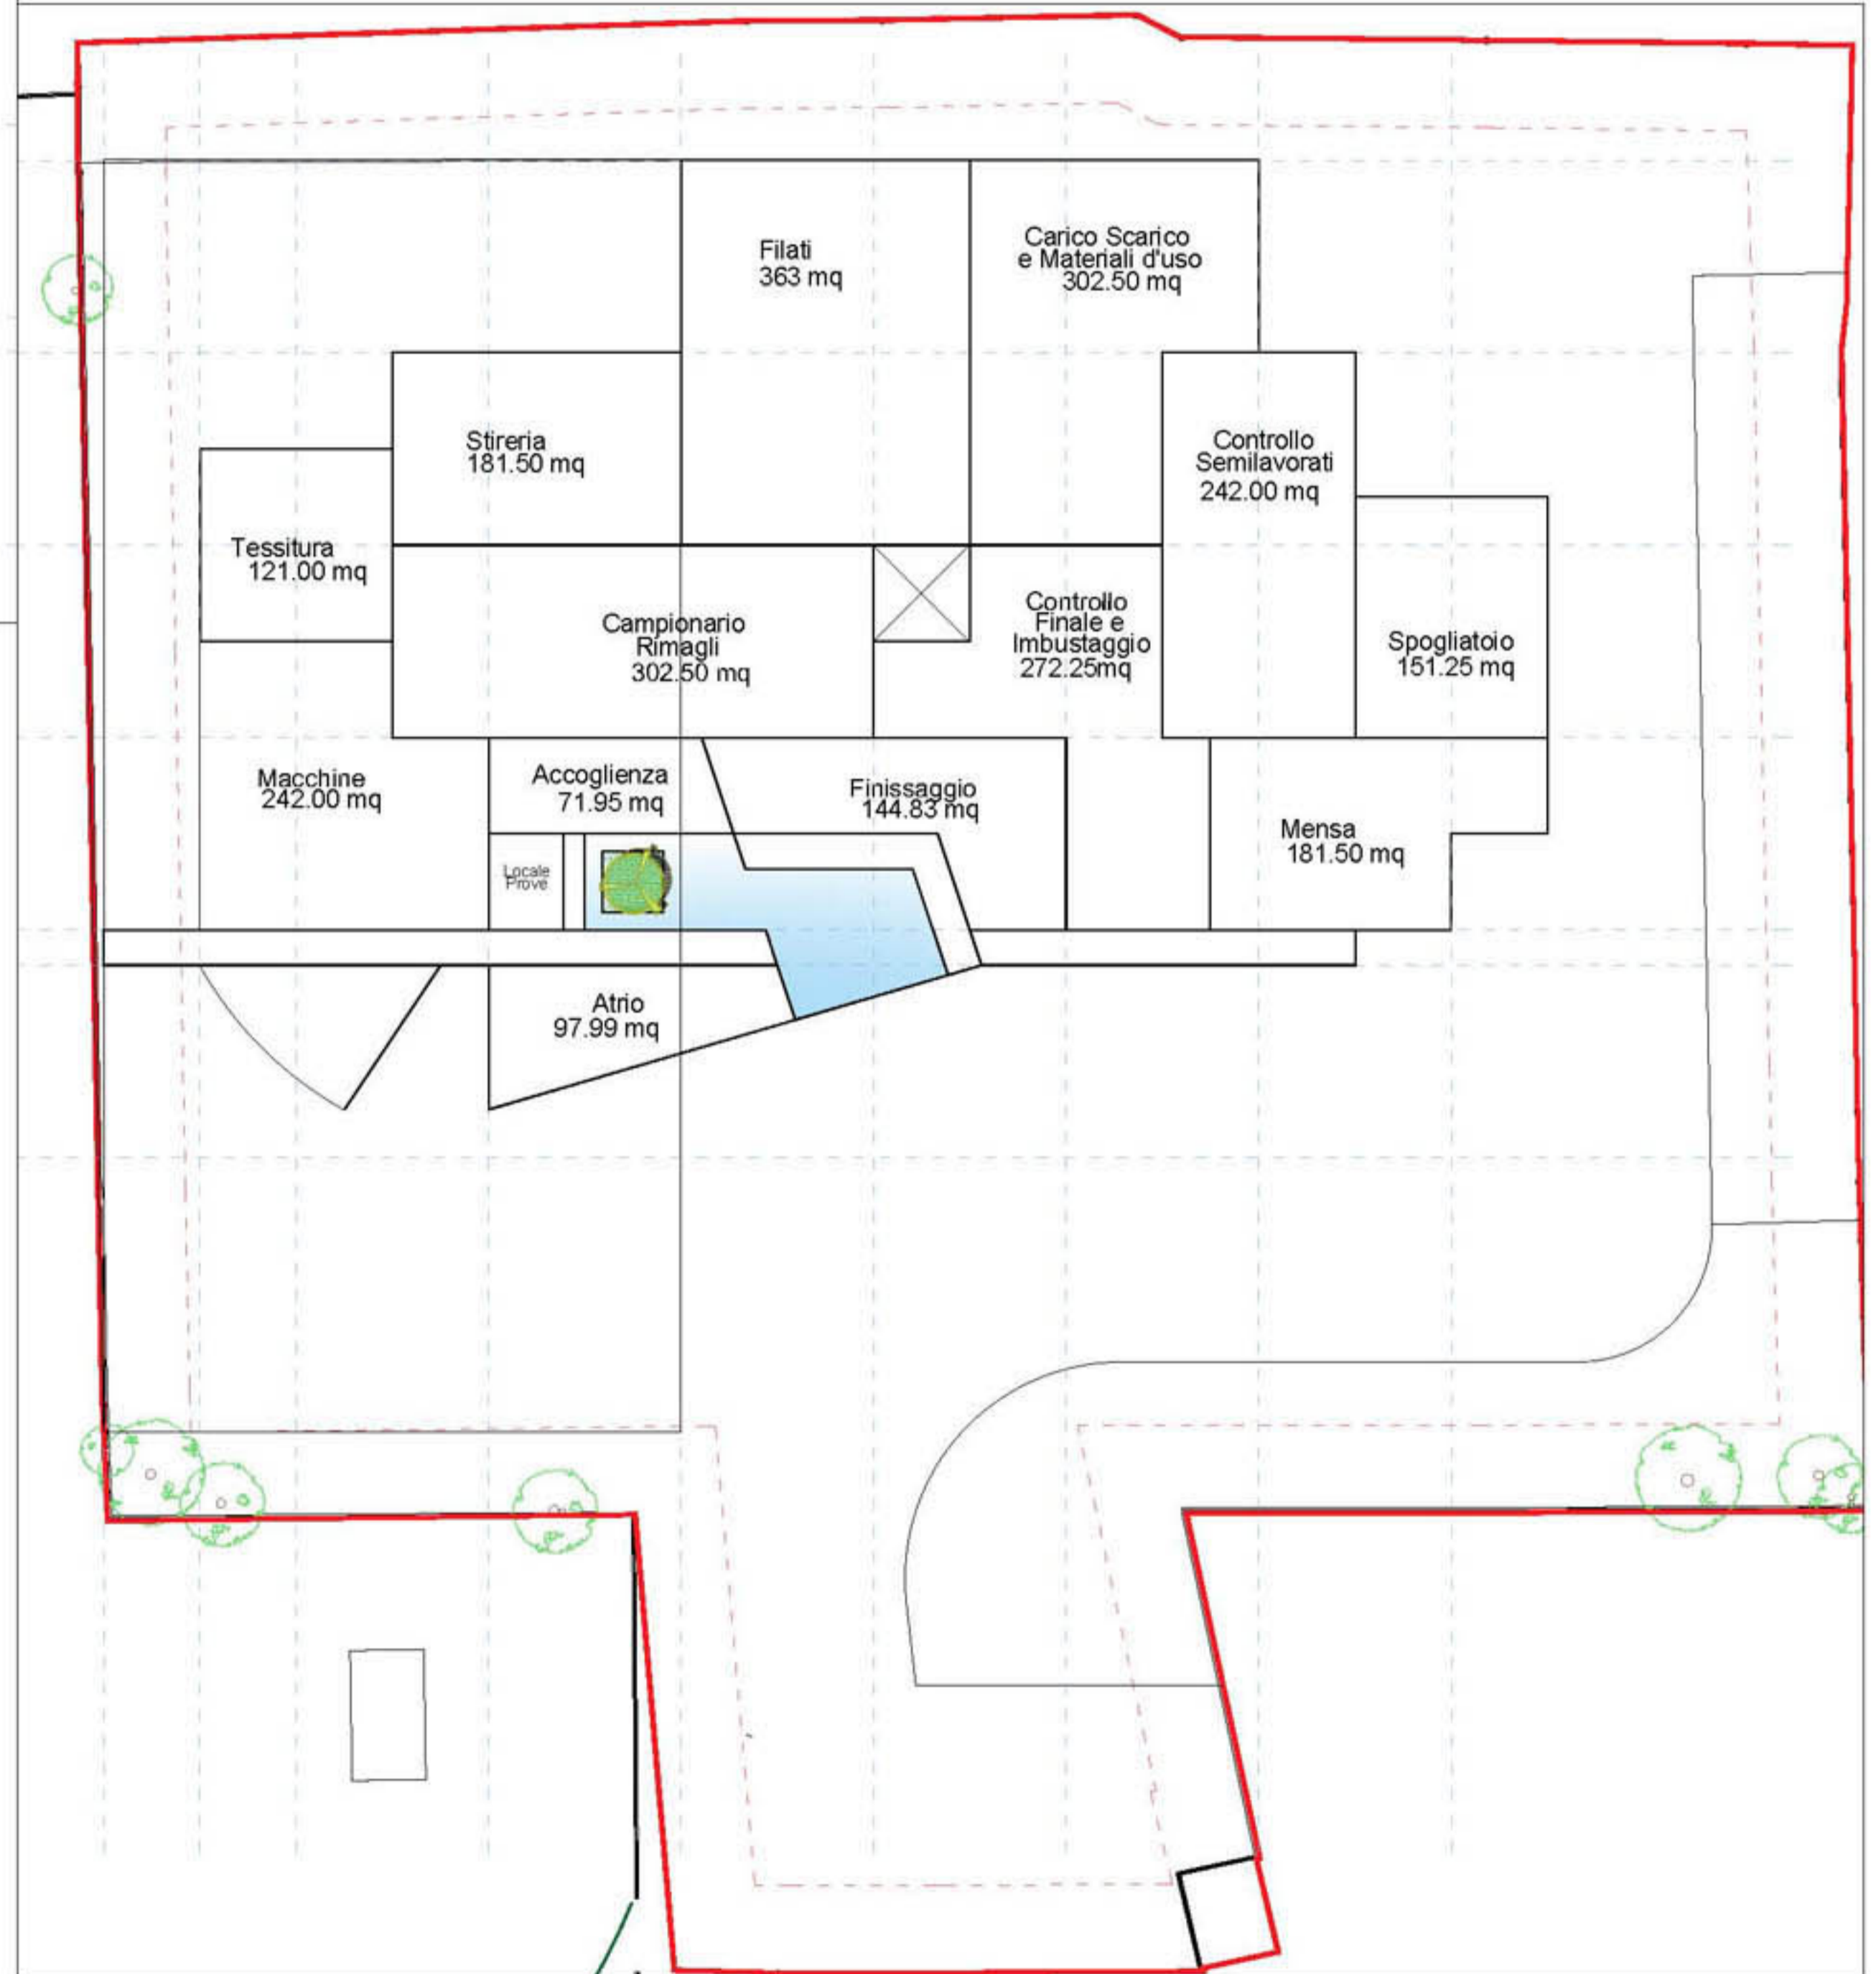 Filati
363 mq
Carico Scarico
e Materiali d'uso
302.50 mq
Stireria
181.50 mq
Controllo
Semilavorati
242.00 mq
Tessitura
121.00 mq
Campionario
Rimagli
302.50 mq
Controllo
Finale e
Imbustaggio
272.25mq
Spogliatoio
151.25 mq
Macchine
242.00 mq
Accoglienza
71.95 mq
Finissaggio
144.83 mq
Mensa
181.50 mq
Locale
Prove
Atrio
97.99 mq